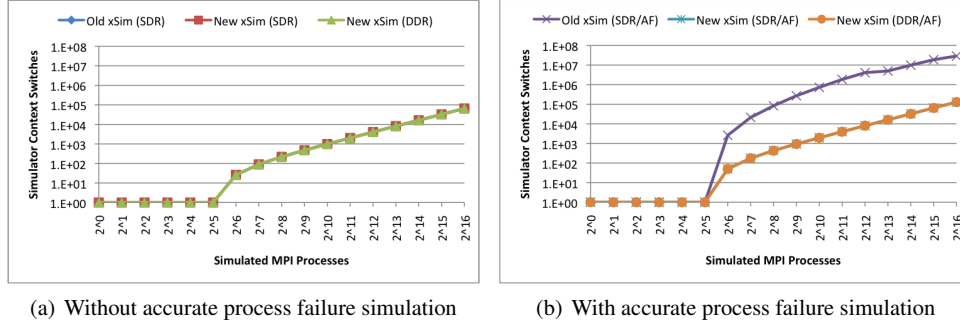 Old xSim (SDR) New xSim (SDR) New xSim (DDR)
1.E+08
1.E+07
1.E+06
1.E+05
1.E+04
1.E+03
1.E+02
1.E+01
1.E+00
Simulator Context Switches
2^0 2^1 2^2 2^3 2^4 2^5 2^6 2^7 2^8 2^9 2^10 2^11 2^12 2^13 2^14 2^15 2^16
Simulated MPI Processes
(a) Without accurate process failure simulation
Old xSim (SDR/AF) New xSim (SDR/AF) New xSim (DDR/AF)
1.E+08
1.E+07
1.E+06
1.E+05
1.E+04
1.E+03
1.E+02
1.E+01
1.E+00
Simulator Context Switches
2^0 2^1 2^2 2^3 2^4 2^5 2^6 2^7 2^8 2^9 2^10 2^11 2^12 2^13 2^14 2^15 2^16
Simulated MPI Processes
(b) With accurate process failure simulation